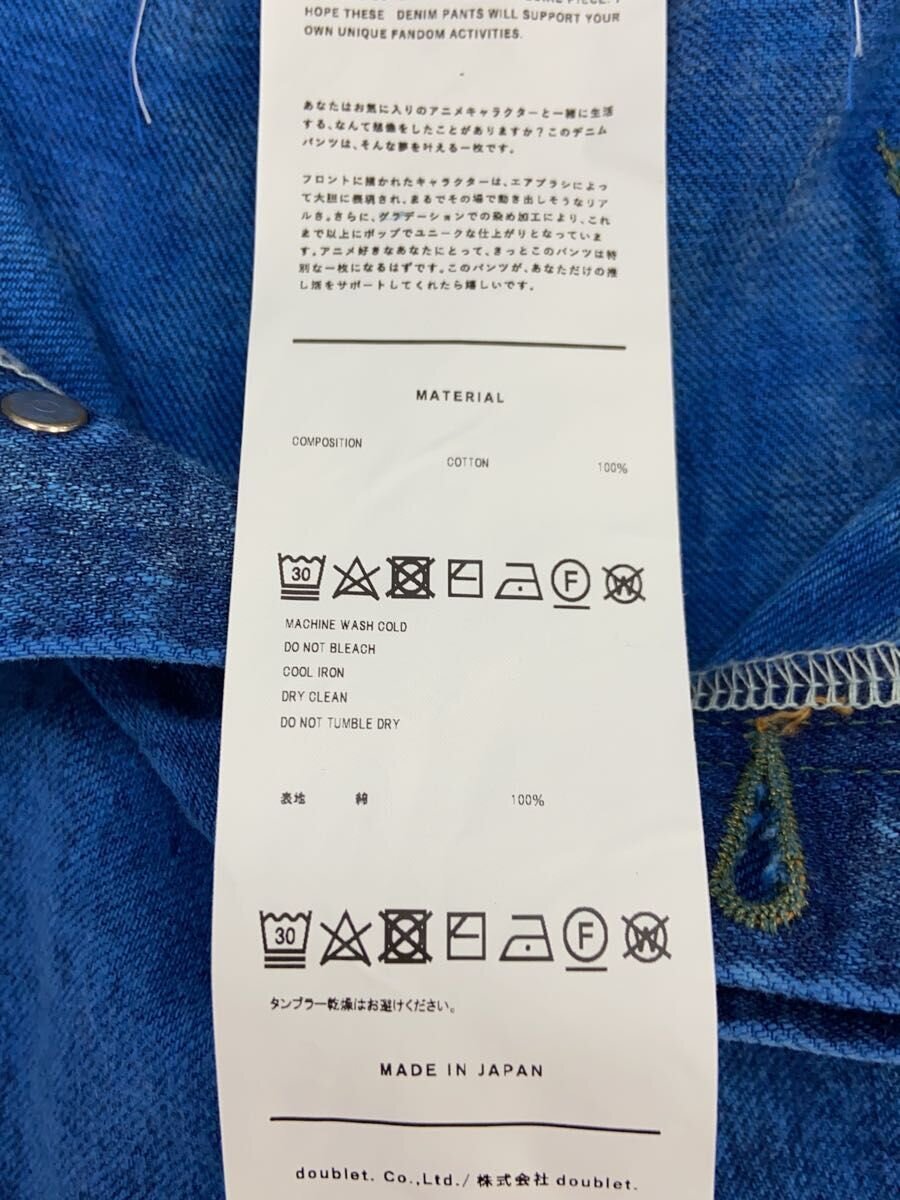 HOPE THESE DENIM PANTS WILL SUPPORT YOUR
OWN UNIQUE FANDOM ACTIVITIES.
あなたはお気に入りのアニメキャラクターと一緒に生活
する、なんて想像をしたことがありますか？このデニム
パンツは、そんな夢を叶える一枚です。
フロントに描かれたキャラクターは、エアブラシによっ
て大胆に表現され、まるでその場で動き出しそうなリア
ルさ。さらに、グラデーションでの染め加工により、これ
まで以上にポップでユニークな仕上がりとなっていま
す。アニメ好きなあなたにとって、きっとこのパンツは特
別な一枚になるはずです。このパンツが、あなただけの推
し活をサポートしてくれたら嬉しいです。
MATERIAL
COMPOSITION
COTTON 100%
30 F W
MACHINE WASH COLD
DO NOT BLEACH
COOL IRON
DRY CLEAN
DO NOT TUMBLE DRY
表地 綿 100%
30 F W
タンブラー乾燥はお避けください。
MADE IN JAPAN
doublet. Co.,Ltd./株式会社doublet.